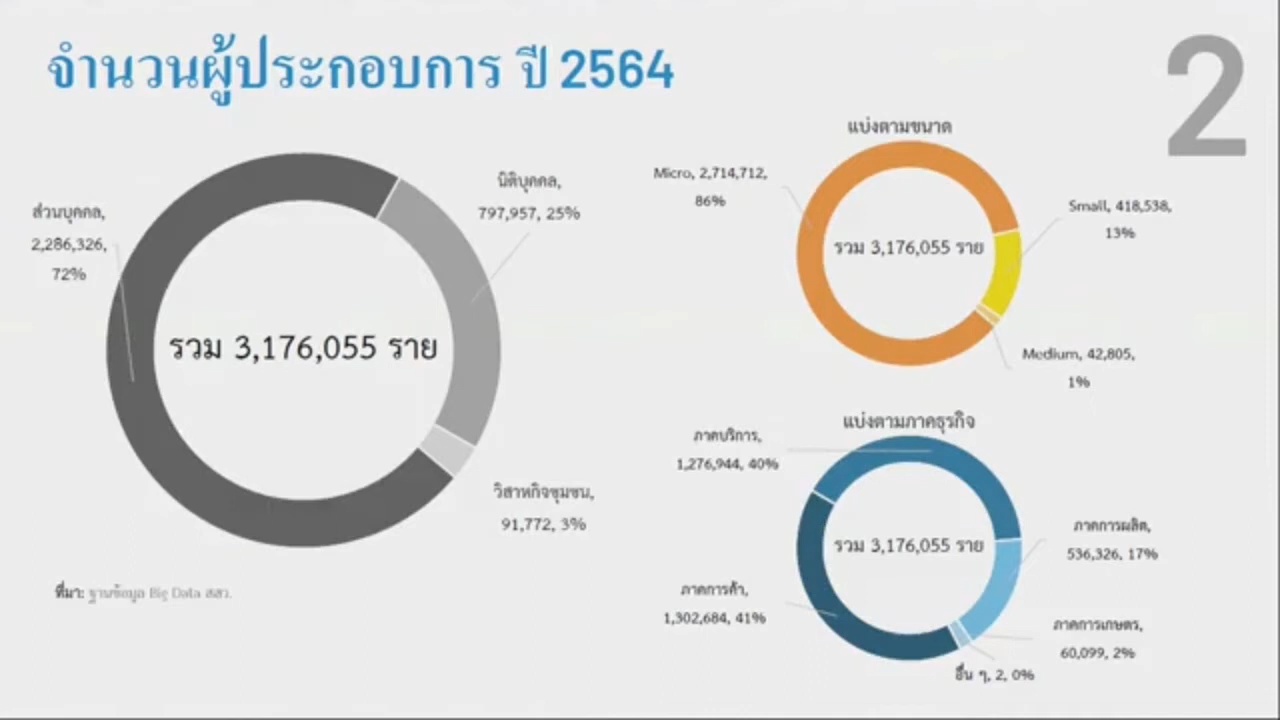 จำนวนผู้ประกอบการ ปี 2564
2
ส่วนบุคคล,
2,286,326,
72%
นิติบุคคล,
797,957, 25%
รวม 3,176,055 ราย
วิสาหกิจชุมชน,
91,772, 3%
ที่มา: ฐานข้อมูล Big Data สสว.
แบ่งตามขนาด
Micro, 2,714,712,
86%
Small, 418,538,
13%
รวม 3,176,055 ราย
Medium, 42,805,
1%
แบ่งตามภาคธุรกิจ
ภาคบริการ,
1,276,944, 40%
ภาคการผลิต,
536,326, 17%
รวม 3,176,055 ราย
ภาคการค้า,
1,302,684, 41%
ภาคการเกษตร,
60,099, 2%
อื่น ๆ, 2, 0%